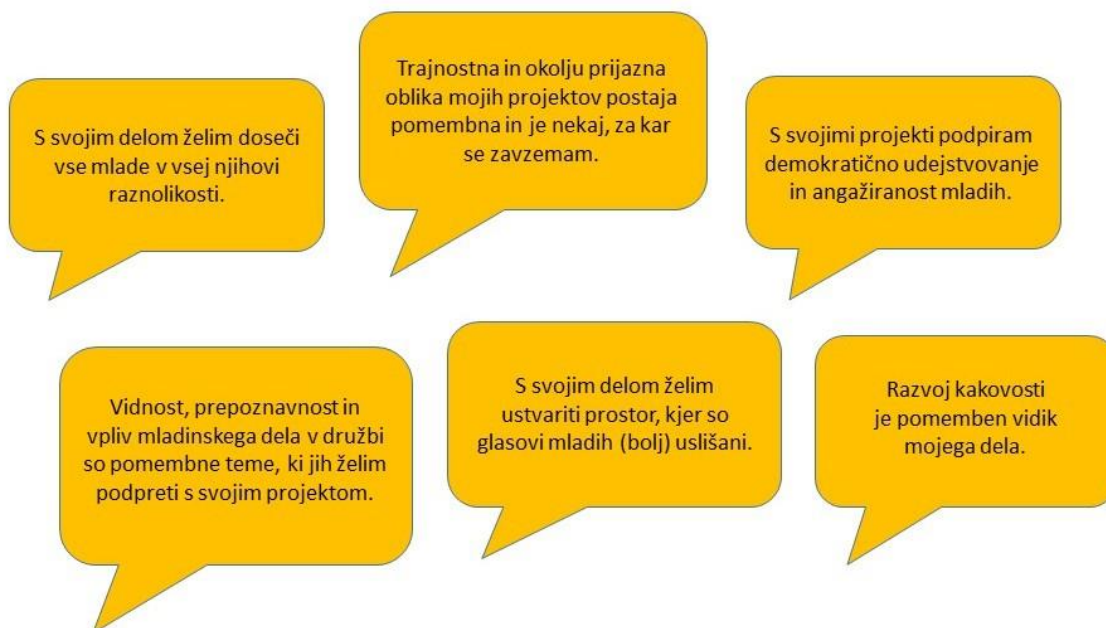 S svojim delom želim doseči
vse mlade v vsej njihovi
raznolikosti.
Trajnostna in okolju prijazna
oblika mojih projektov postaja
pomembna in je nekaj, za kar
se zavzemam.
S svojimi projekti podpiram
demokratično udejstvovanje
in angažiranost mladih.
Vidnost, prepoznavnost in
vpliv mladinskega dela v družbi
so pomembne teme, ki jih želim
podpreti s svojim projektom.
S svojim delom želim
ustvariti prostor, kjer so
glasovi mladih (bolj) uslišani.
Razvoj kakovosti
je pomemben vidik
mojega dela.